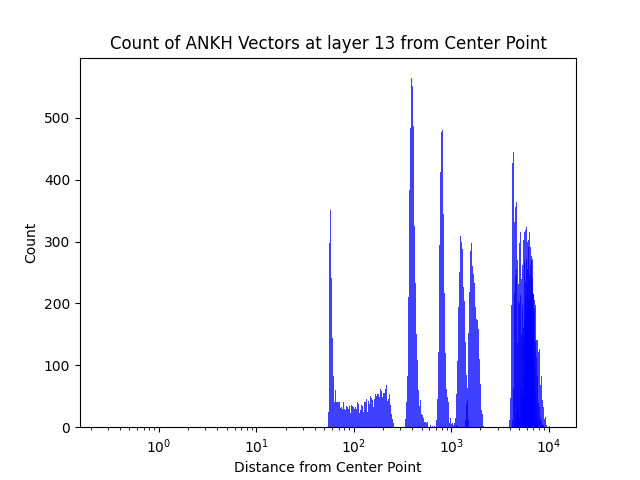 Count of ANKH Vectors at layer 13 from Center Point
Count
500
400
300
200
100
0
10⁰ 10¹ 10² 10³ 10⁴
Distance from Center Point